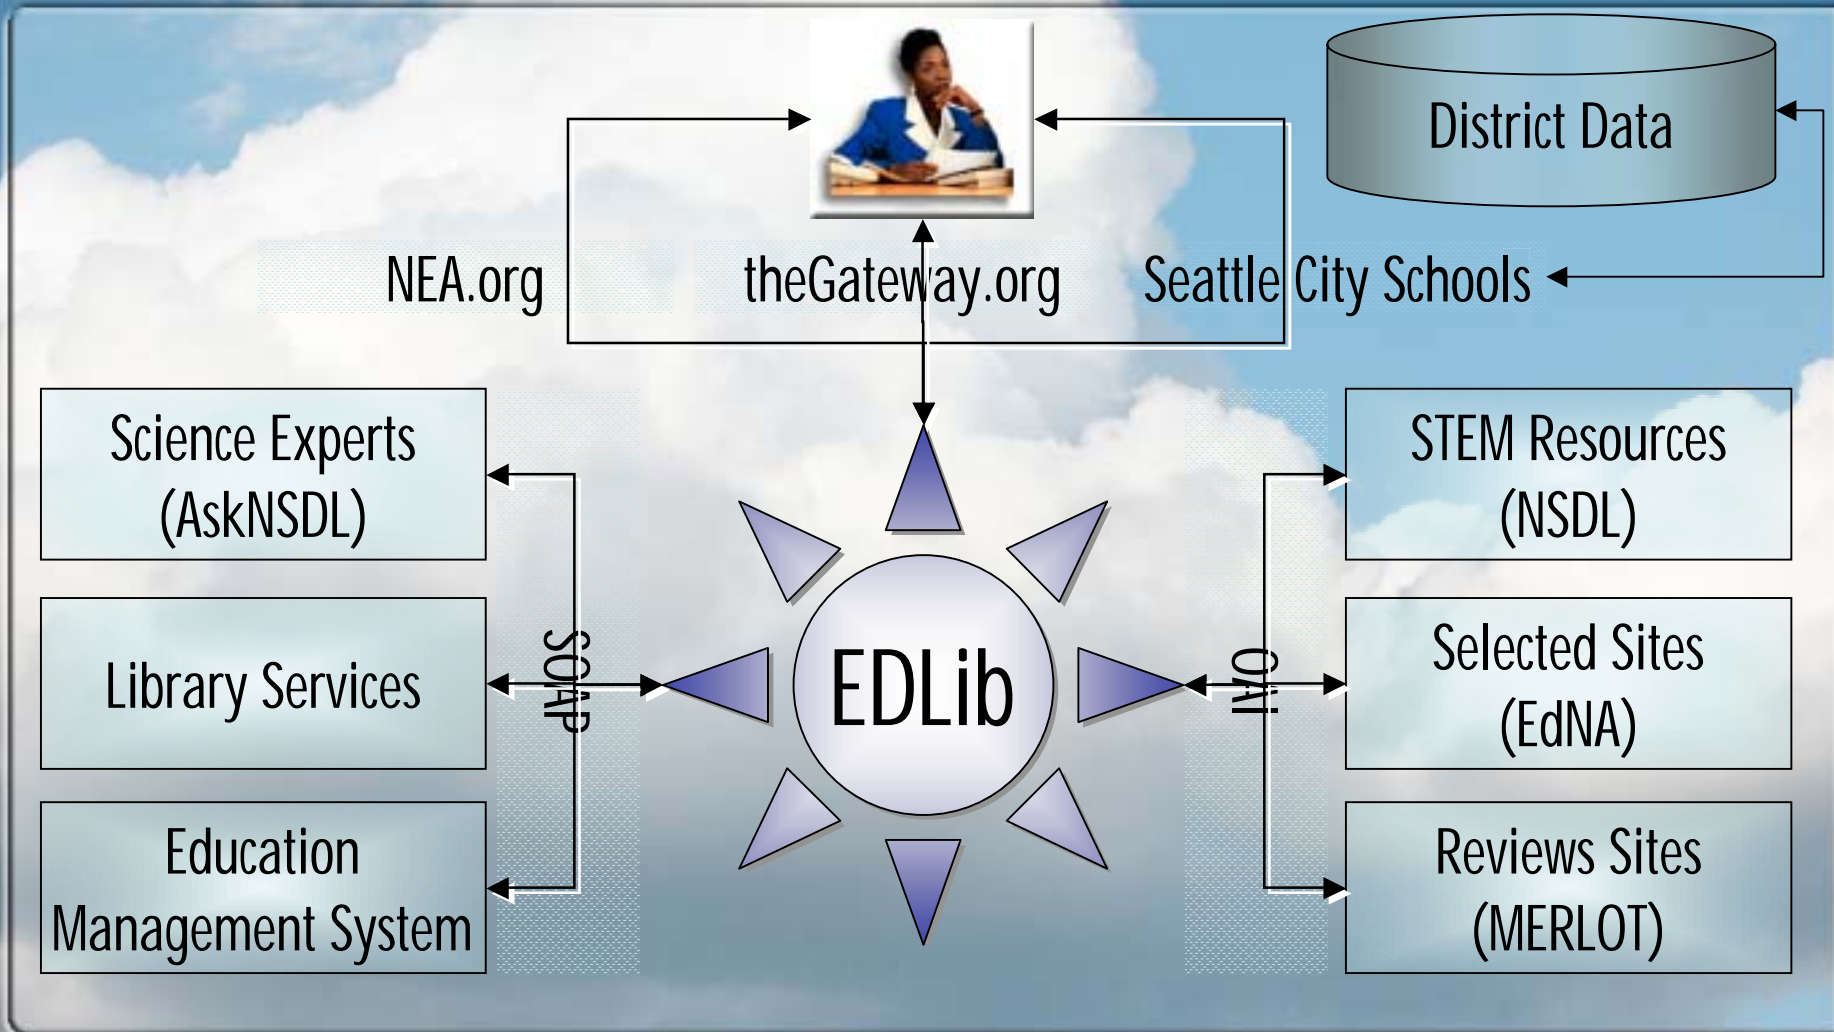 District Data
NEA.org
theGateway.org
Seattle City Schools
Science Experts
(AskNSDL)
Library Services
Education
Management System
SOAP
EDLib
OAI
STEM Resources
(NSDL)
Selected Sites
(EdNA)
Reviews Sites
(MERLOT)